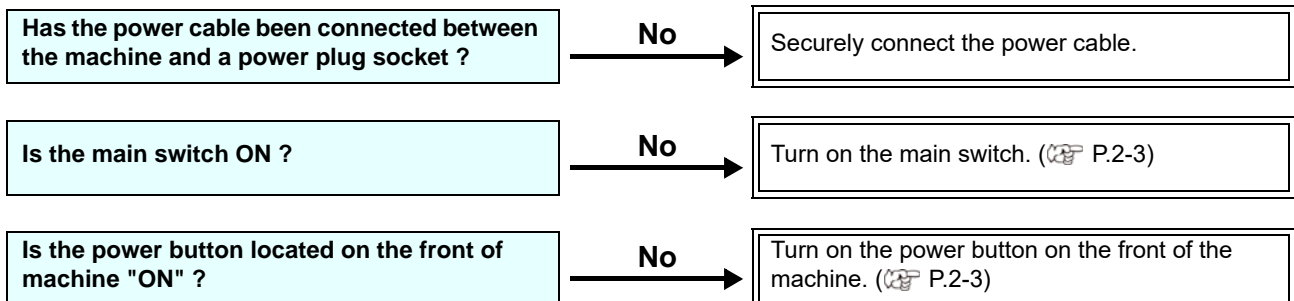 Has the power cable been connected between
the machine and a power plug socket ?
No
Securely connect the power cable.
Is the main switch ON ?
No
Turn on the main switch. ( P.2-3)
Is the power button located on the front of
machine "ON" ?
No
Turn on the power button on the front of the
machine. ( P.2-3)